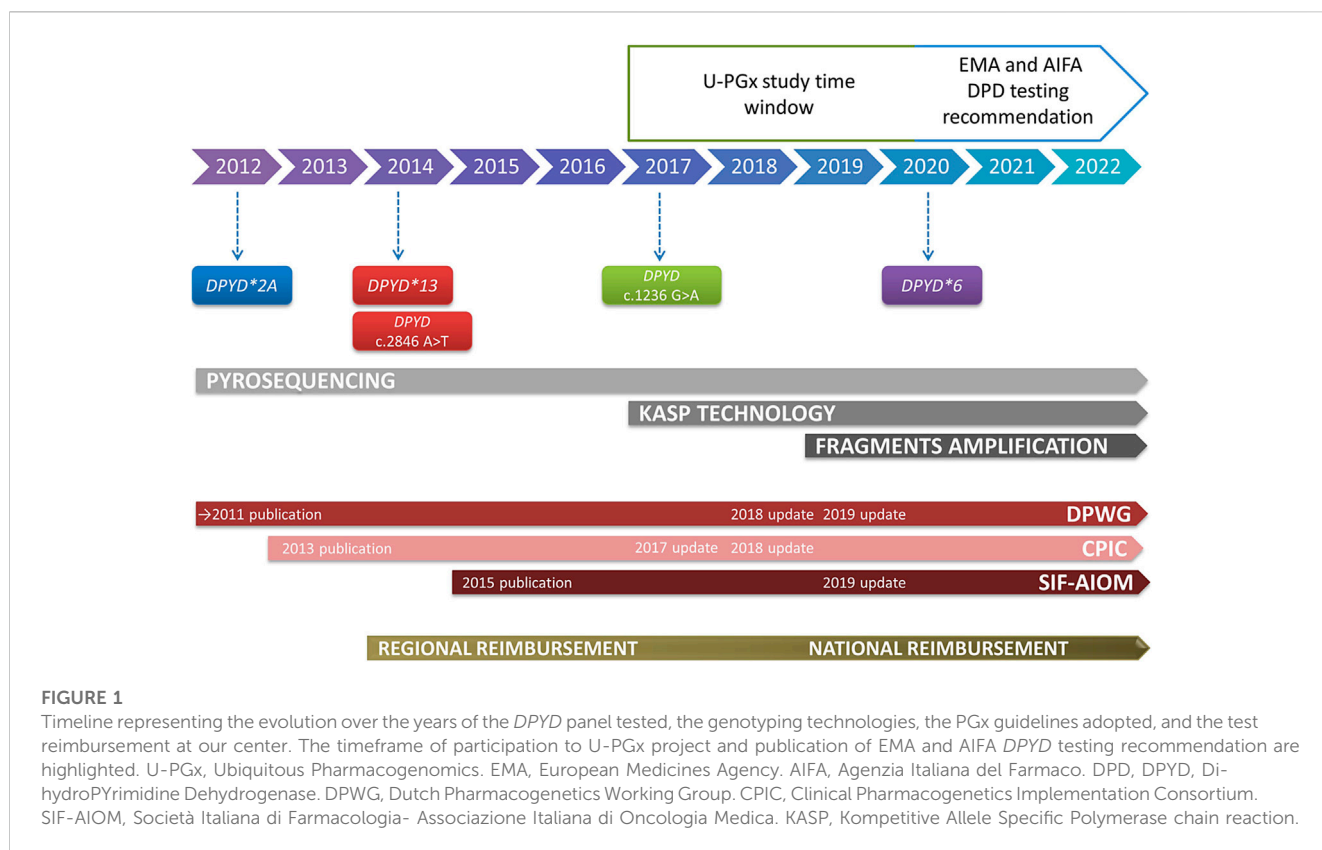 U-PGx study time
window
EMA and AIFA
DPD testing
recommendation
2012 2013 2014 2015 2016 2017 2018 2019 2020 2021 2022
DPYD*2A
DPYD*13
DPYD
c.2846 A>T
DPYD
c.1236 G>A
DPYD*6
PYROSEQUENCING
KASP TECHNOLOGY
FRAGMENTS AMPLIFICATION
→2011 publication 2018 update 2019 update DPWG
2013 publication 2017 update 2018 update CPIC
2015 publication 2019 update SIF-AIOM
REGIONAL REIMBURSEMENT NATIONAL REIMBURSEMENT
FIGURE 1
Timeline representing the evolution over the years of the DPYD panel tested, the genotyping technologies, the PGx guidelines adopted, and the test
reimbursement at our center. The timeframe of participation to U-PGx project and publication of EMA and AIFA DPYD testing recommendation are
highlighted. U-PGx, Ubiquitous Pharmacogenomics. EMA, European Medicines Agency. AIFA, Agenzia Italiana del Farmaco. DPD, DPYD, Di-
hydroPYrimidine Dehydrogenase. DPWG, Dutch Pharmacogenetics Working Group. CPIC, Clinical Pharmacogenetics Implementation Consortium.
SIF-AIOM, Società Italiana di Farmacologia- Associazione Italiana di Oncologia Medica. KASP, Kompetitive Allele Specific Polymerase chain reaction.